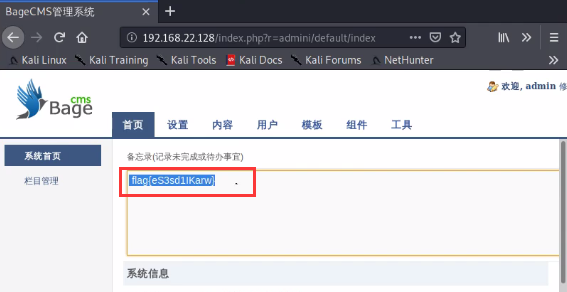 BageCMS管理系统
192.168.22.128/index.php?r=admini/default/index
Kali Linux Kali Training Kali Tools Kali Docs Kali Forums NetHunter
欢迎, admin 修
Bage cms
首页 设置 内容 用户 模板 组件 工具
系统首页
栏目管理
备忘录(记录未完成或待办事宜)
flag{eS3sd1IKarw}
系统信息